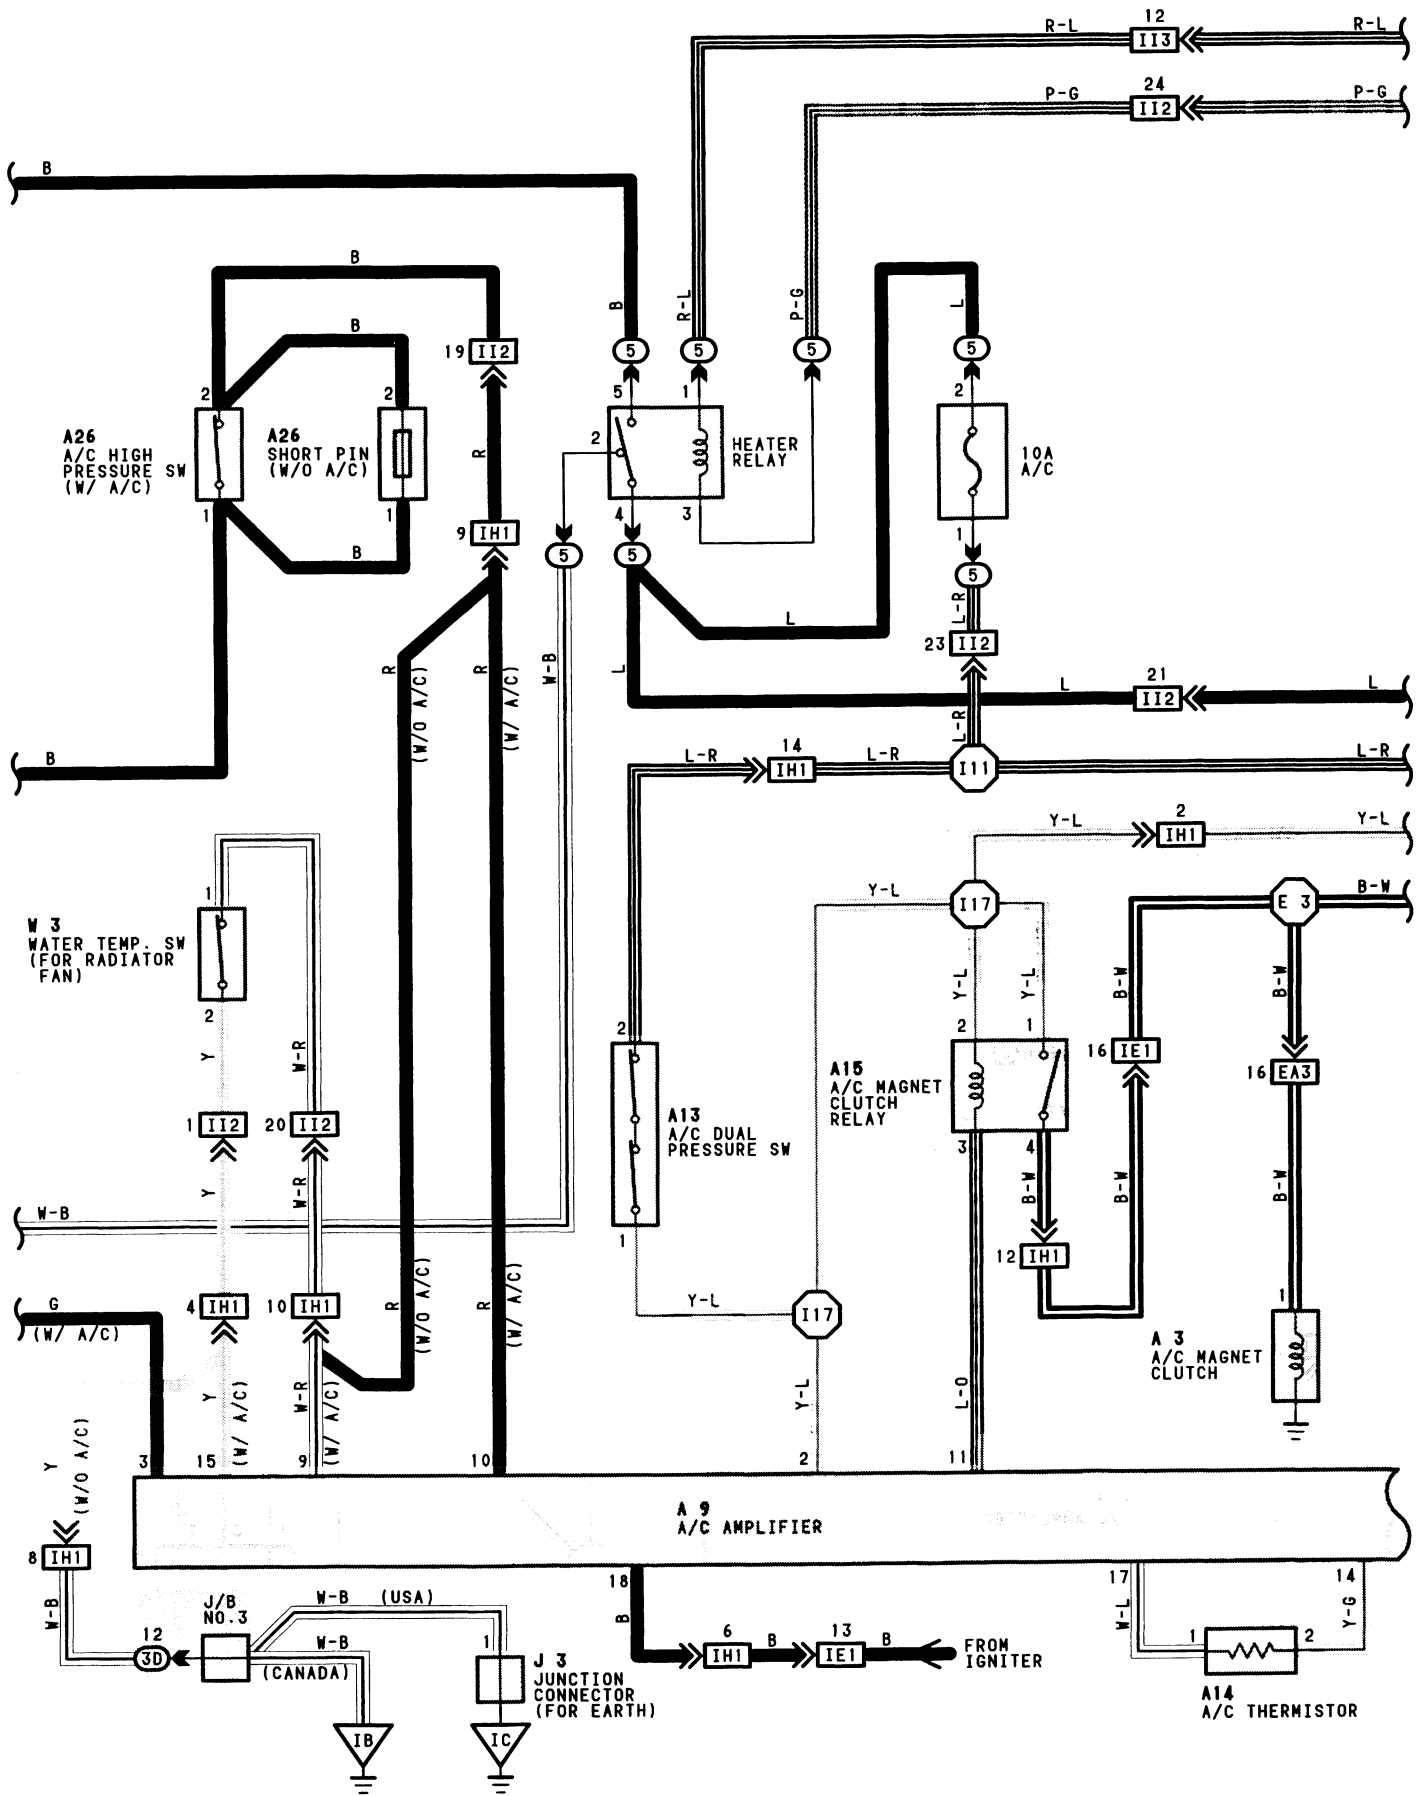 12
R-L
II3
R-L
24
P-G
II2
P-G
B
B
B
L
B
R-L
P-G
19 II2
5
5
5
5
2
2
5
1
2
A26
A/C HIGH
PRESSURE SW
(W/ A/C)
A26
SHORT PIN
(W/O A/C)
R
2
HEATER
RELAY
10A
A/C
1
1
4
3
1
9 IH1
B
5
5
5
L-R
L
23 II2
R
(W/O A/C)
R
(W/ A/C)
W-B
L
21
L
II2
L
L-R
B
14
L-R
IH1
L-R
I11
L-R
2
Y-L
IH1
Y-L
Y-L
I17
E 3
B-W
1
W 3
WATER TEMP. SW
(FOR RADIATOR
FAN)
2
Y-L
Y-L
B-W
B-W
Y
W-R
2
2
1
16 IE1
16 EA3
A15
A/C MAGNET
CLUTCH
RELAY
1 II2
20 II2
A13
A/C DUAL
PRESSURE SW
3
4
Y
W-R
B-W
B-W
B-W
W-B
1
12 IH1
G
(W/ A/C)
4 IH1
10 IH1
R
(W/O A/C)
R
(W/ A/C)
Y-L
I17
1
A 3
A/C MAGNET
CLUTCH
Y
(W/ A/C)
W-R
(W/ A/C)
Y-L
L-O
Y
(W/O A/C)
3
15
9
10
2
11
A 9
A/C AMPLIFIER
8 IH1
18
17
14
W-B
J/B
NO.3
W-B (USA)
B
W-L
Y-G
12
3D
W-B
(CANADA)
1
6
IH1
B
13
IE1
B
FROM
IGNITER
1
2
J 3
JUNCTION
CONNECTOR
(FOR EARTH)
A14
A/C THERMISTOR
IB
IC